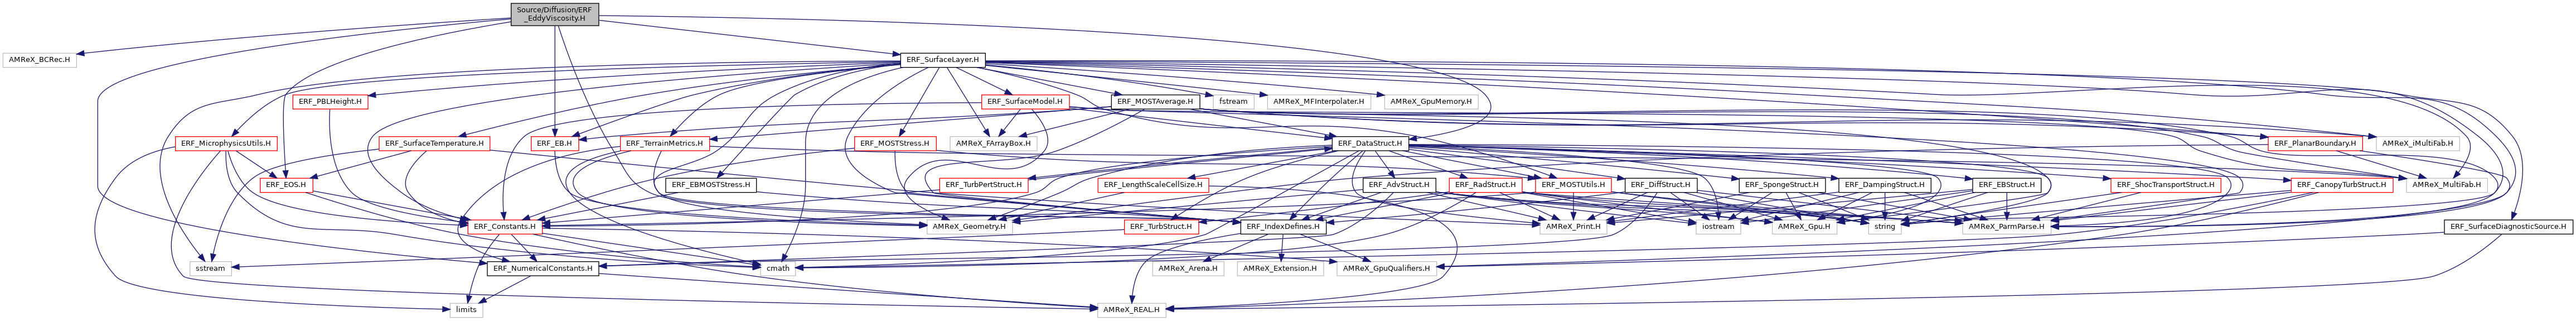 Source/Diffusion/ERF
_EddyViscosity.H
AMReX_BCRec.H
ERF_SurfaceLayer.H
ERF_PBLHeight.H
ERF_SurfaceModel.H
ERF_MOSTAverage.H
fstream
AMReX_MFInterpolater.H
AMReX_GpuMemory.H
ERF_MicrophysicsUtils.H
ERF_SurfaceTemperature.H
ERF_EB.H
ERF_TerrainMetrics.H
ERF_MOSTStress.H
AMReX_FArrayBox.H
ERF_DataStruct.H
ERF_PlanarBoundary.H
AMReX_iMultiFab.H
ERF_EOS.H
ERF_EBMOSTStress.H
ERF_TurbPertStruct.H
ERF_LengthScaleCellSize.H
ERF_AdvStruct.H
ERF_RadStruct.H
ERF_MOSTUtils.H
ERF_DiffStruct.H
ERF_SpongeStruct.H
ERF_DampingStruct.H
ERF_EBStruct.H
ERF_ShocTransportStruct.H
ERF_CanopyTurbStruct.H
AMReX_MultiFab.H
ERF_Constants.H
AMReX_Geometry.H
ERF_TurbStruct.H
ERF_IndexDefines.H
AMReX_Print.H
iostream
AMReX_Gpu.H
string
AMReX_ParmParse.H
ERF_SurfaceDiagnosticSource.H
sstream
ERF_NumericalConstants.H
cmath
AMReX_Arena.H
AMReX_Extension.H
AMReX_GpuQualifiers.H
limits
AMReX_REAL.H